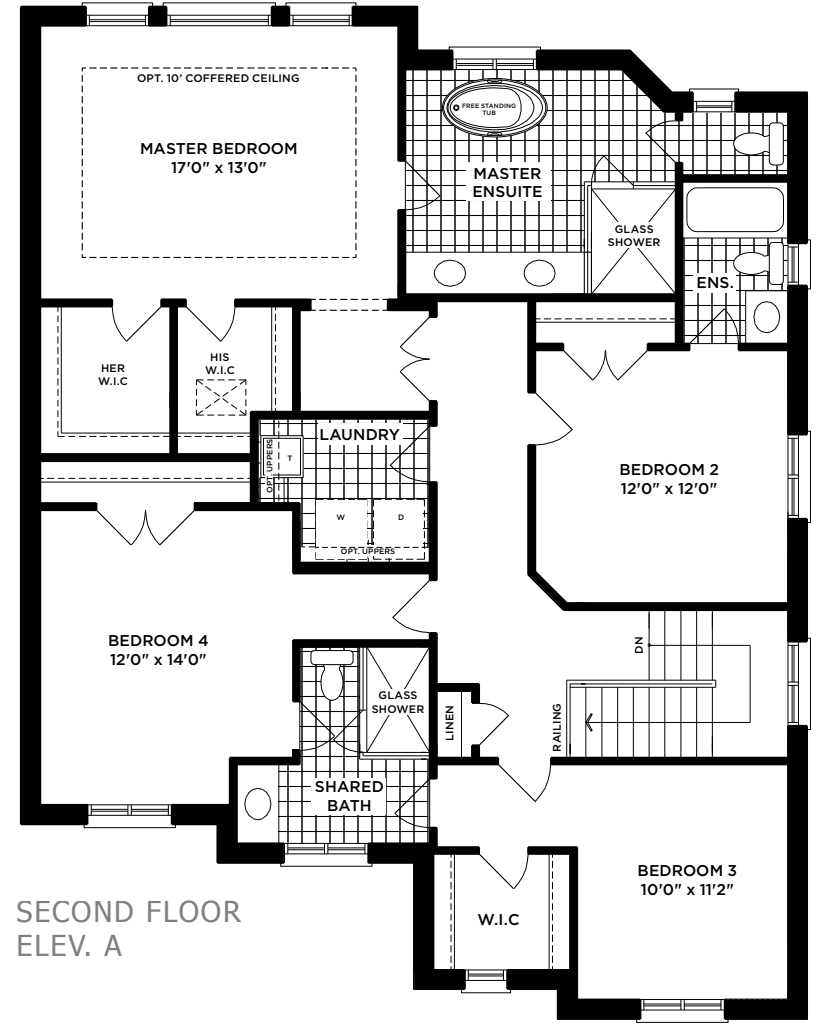 OPT. 10' COFFERED CEILING
MASTER BEDROOM
17'0" x 13'0"
FREE STANDING
TUB
MASTER
ENSUITE
GLASS
SHOWER
ENS.
HER
W.I.C
HIS
W.I.C
LAUNDRY
OPT. UPPERS
T
W
D
OPT. UPPERS
BEDROOM 2
12'0" x 12'0"
BEDROOM 4
12'0" x 14'0"
DN
GLASS
SHOWER
LINEN
RAILING
SHARED
BATH
BEDROOM 3
10'0" x 11'2"
W.I.C
SECOND FLOOR
ELEV. A